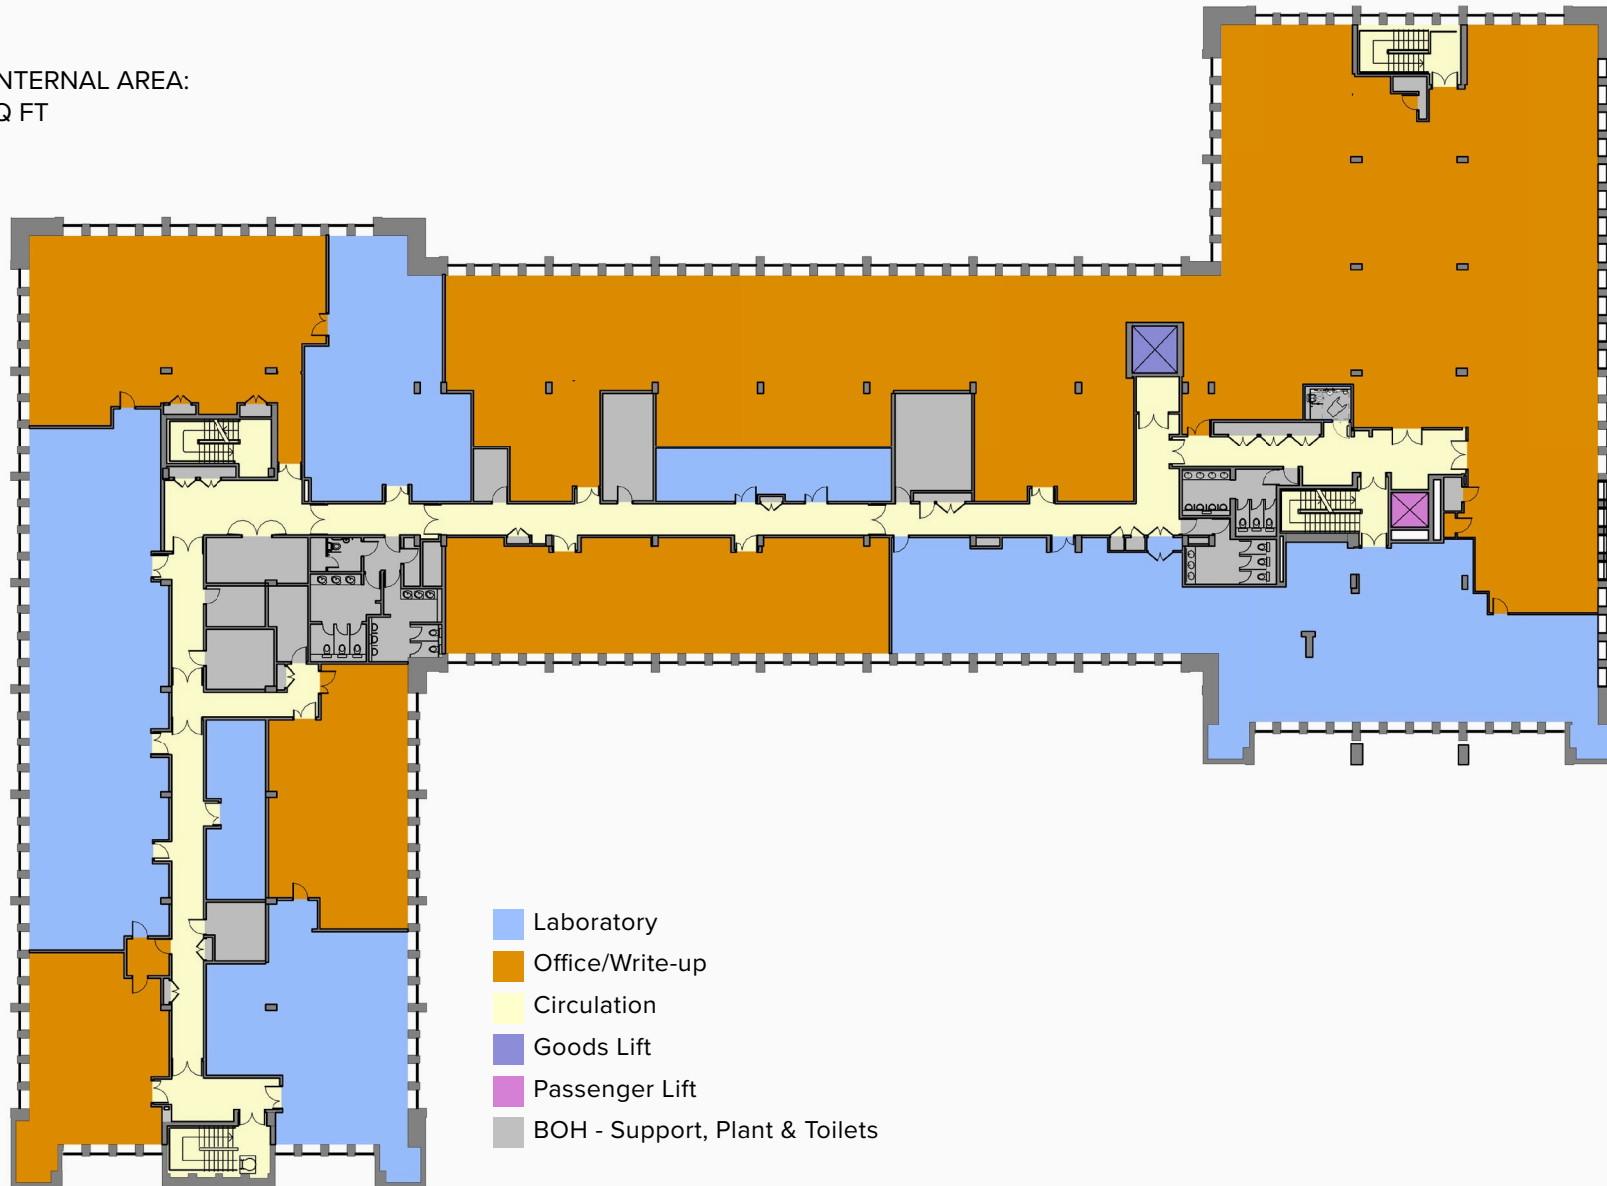 NTERNAL AREA:
Q FT
Laboratory
Office/Write-up
Circulation
Goods Lift
Passenger Lift
BOH - Support, Plant & Toilets